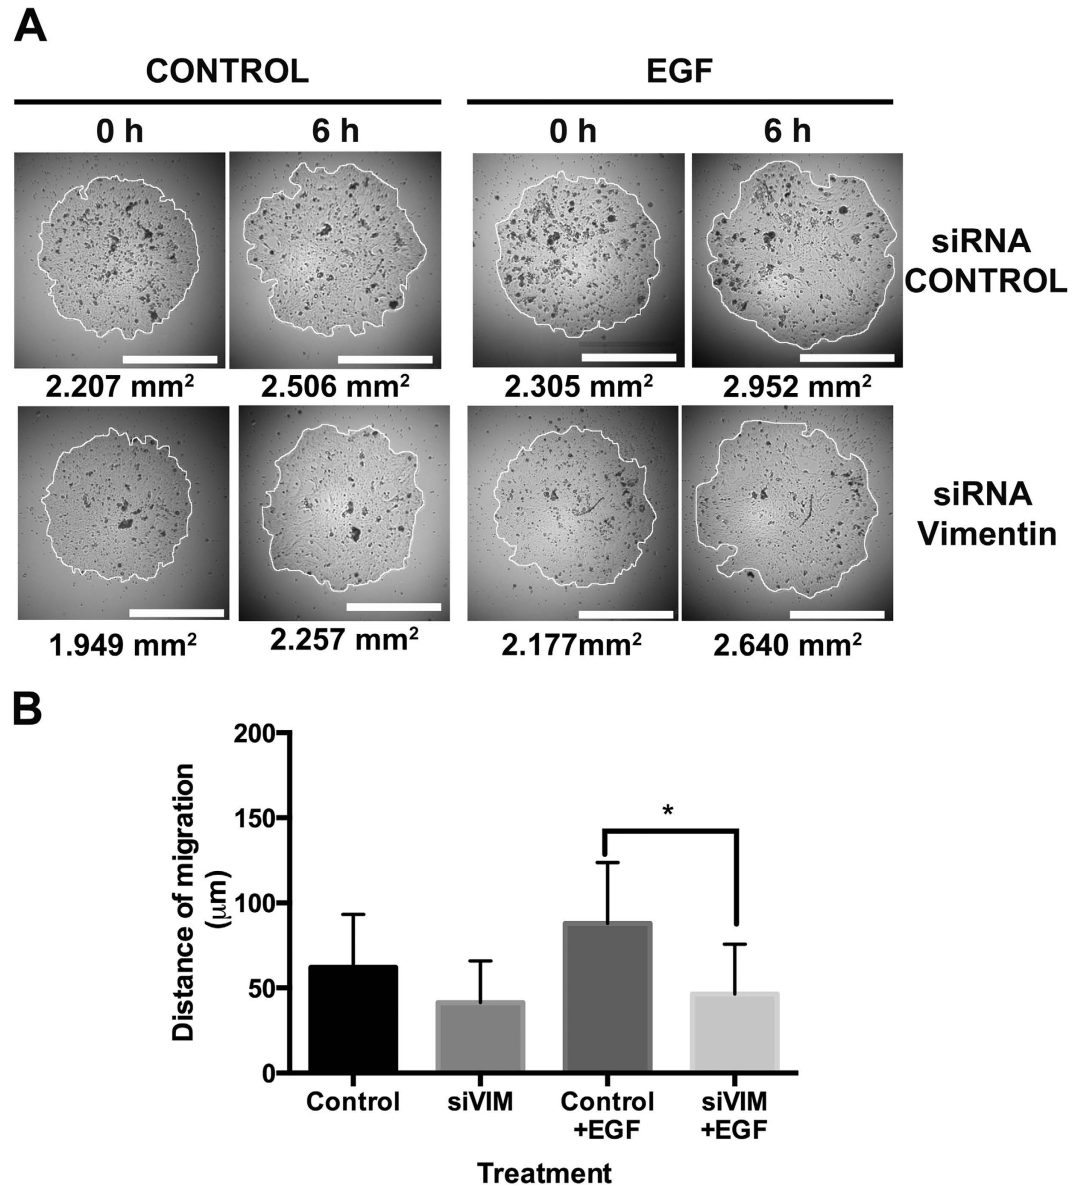 A
CONTROL EGF
0 h 6 h 0 h 6 h
siRNA
CONTROL
2.207 mm² 2.506 mm² 2.305 mm² 2.952 mm²
siRNA
Vimentin
1.949 mm² 2.257 mm² 2.177mm² 2.640 mm²
B
Distance of migration
(μm)
200
150
100
50
0
*
Control siVIM Control +EGF siVIM +EGF
Treatment